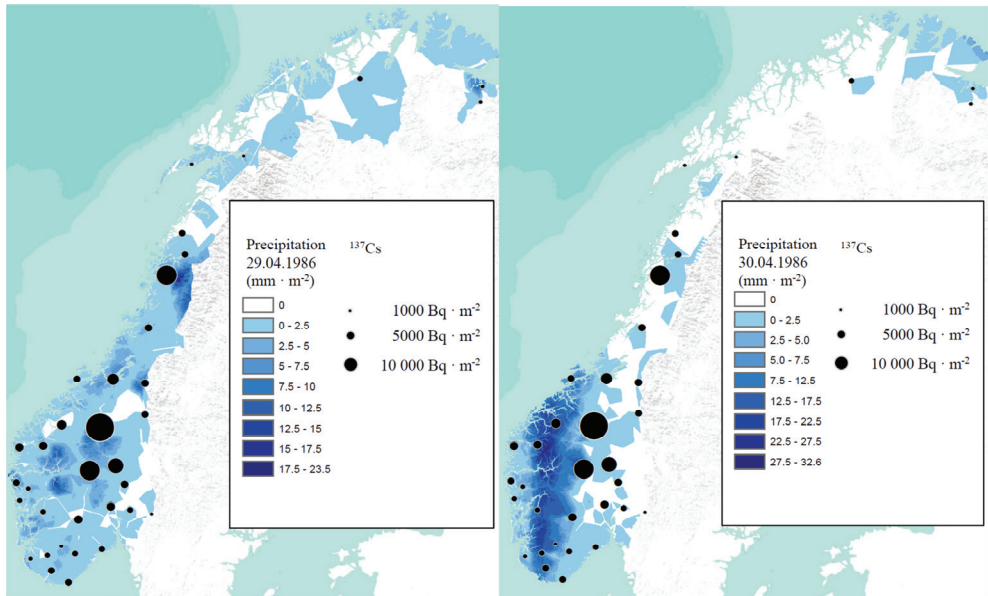 Precipitation
29.04.1986
(mm · m⁻²)
0
0 - 2.5
2.5 - 5
5 - 7.5
7.5 - 10
10 - 12.5
12.5 - 15
15 - 17.5
17.5 - 23.5
¹³⁷Cs
1000 Bq · m⁻²
5000 Bq · m⁻²
10 000 Bq · m⁻²
Precipitation
30.04.1986
(mm · m⁻²)
0
0 - 2.5
2.5 - 5.0
5.0 - 7.5
7.5 - 12.5
12.5 - 17.5
17.5 - 22.5
22.5 - 27.5
27.5 - 32.6
¹³⁷Cs
1000 Bq · m⁻²
5000 Bq · m⁻²
10 000 Bq · m⁻²